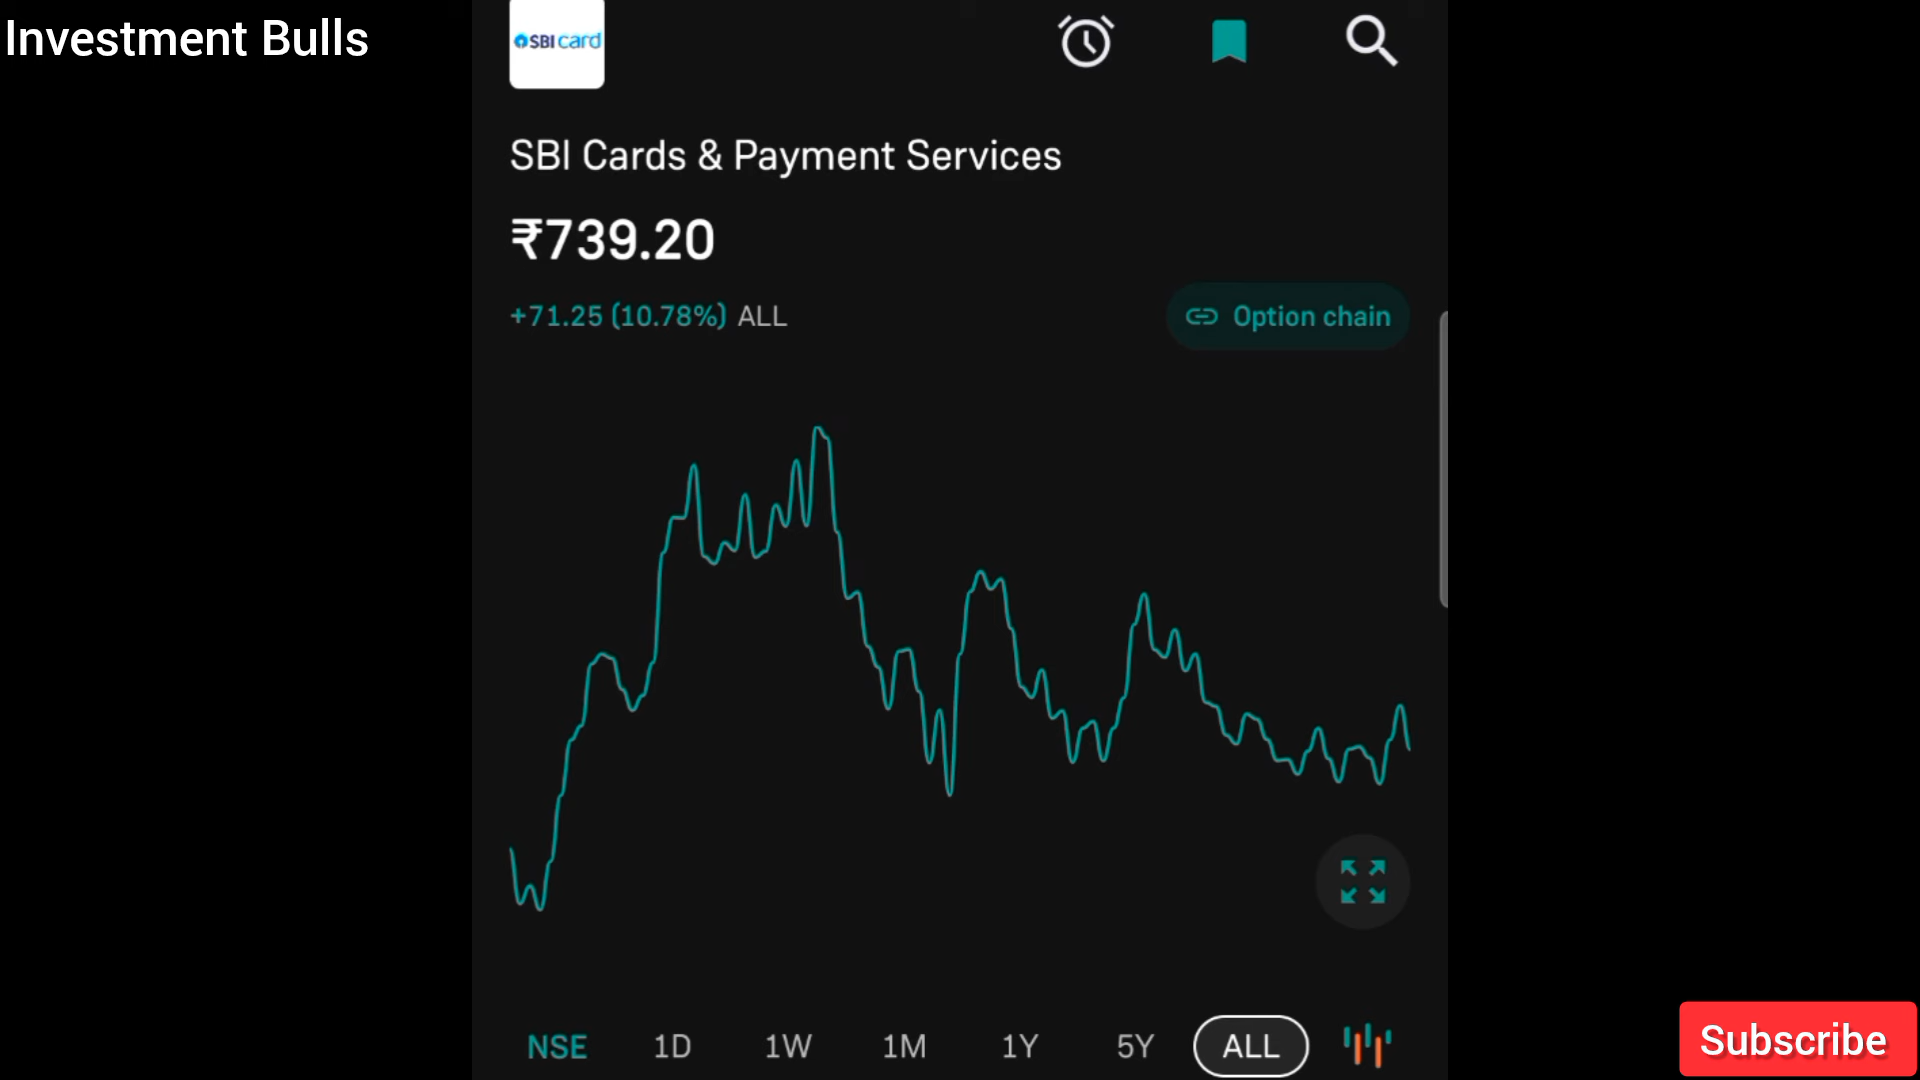 Investment Bulls
SBI card
SBI Cards & Payment Services
₹739.20
+71.25 (10.78%) ALL
Option chain
NSE 1D 1W 1M 1Y 5Y ALL
Subscribe